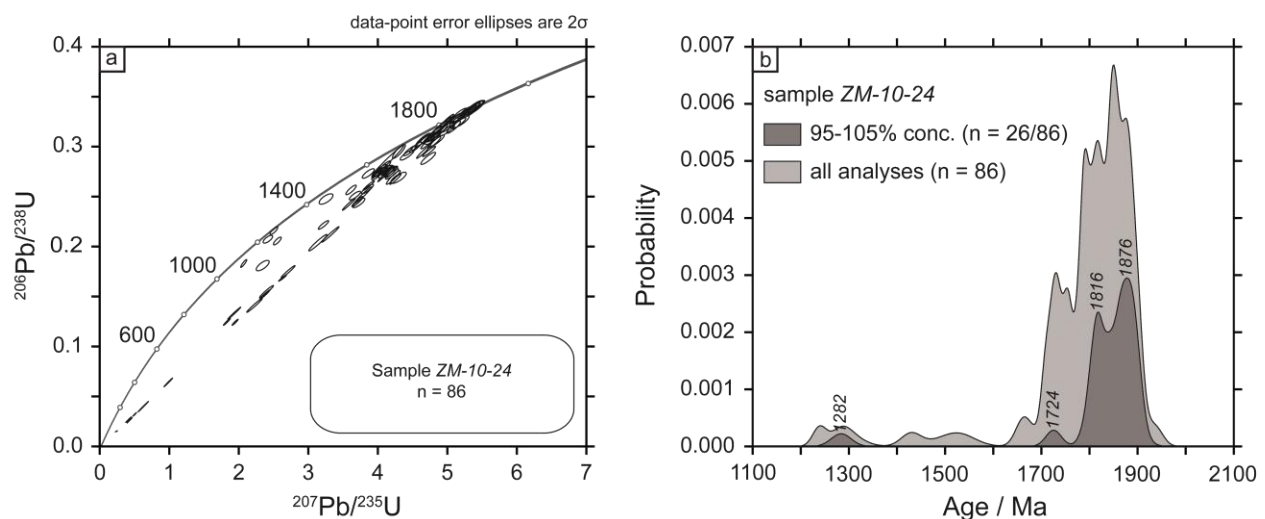 data-point error ellipses are 2σ
0.4
0.3
0.2
0.1
0.0
²⁰⁶Pb/²³⁸U
a
1800
1400
1000
600
Sample ZM-10-24
n = 86
0 1 2 3 4 5 6 7
²⁰⁷Pb/²³⁵U
0.007
0.006
0.005
0.004
0.003
0.002
0.001
0.000
Probability
b
sample ZM-10-24
95-105% conc. (n = 26/86)
all analyses (n = 86)
1282
1724
1816
1876
1100 1300 1500 1700 1900 2100
Age / Ma